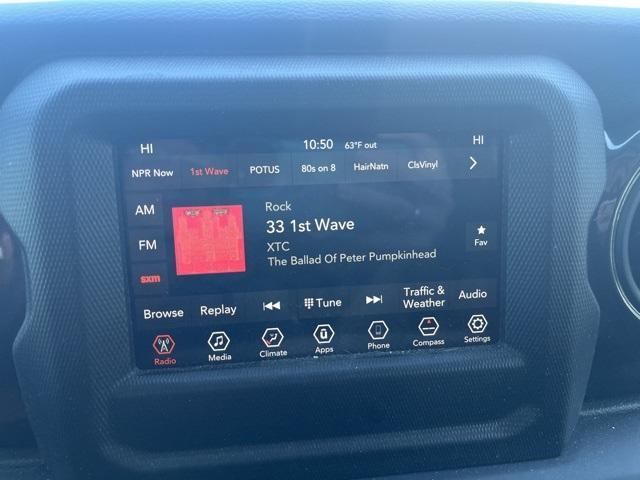 HI 10:50 63°F out HI
NPR Now 1st Wave POTUS 80s on 8 HairNatn ClsVinyl
AM
FM
sxm
Rock
33 1st Wave
XTC
The Ballad Of Peter Pumpkinhead
Fav
Browse Replay Tune Traffic & Weather Audio
Radio Media Climate Apps Phone Compass Settings